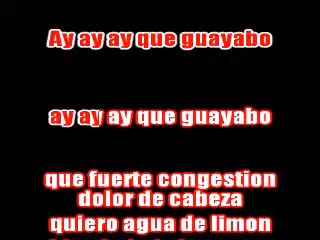 Ay ay ay que guayabo
ay ay ay que guayabo
que fuerte congestion
dolor de cabeza
quiero agua de limon